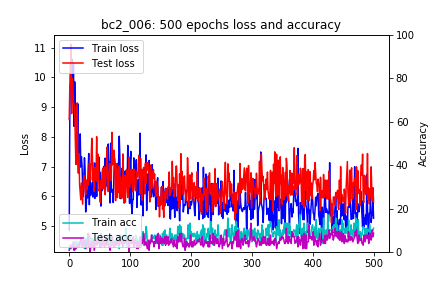 bc2_006: 500 epochs loss and accuracy
Train loss
Test loss
Train acc
Test acc
Loss
11
10
9
8
7
6
5
Accuracy
100
80
60
40
20
0
0
100
200
300
400
500